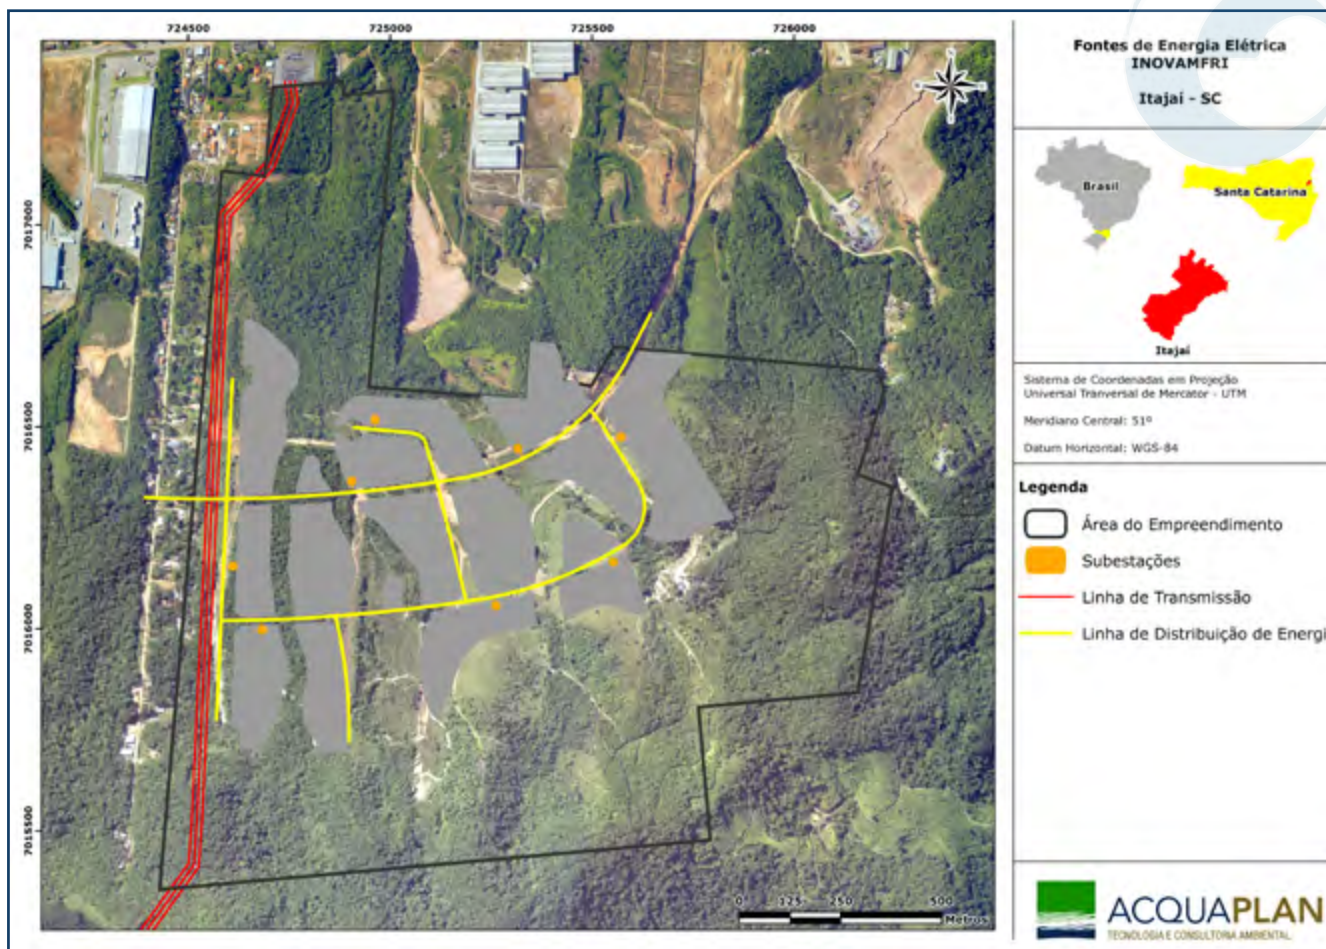 724500
725000
725500
726000
7017000
7016500
7016000
7015500
0 125 250 500
Metros
Fontes de Energia Elétrica
INOVAMFRI
Itajaí - SC
Brasil
Santa Catarina
Itajaí
Sistema de Coordenadas em Projeção
Universal Tranversal de Mercator - UTM
Meridiano Central: 51º
Datum Horizontal: WGS-84
Legenda
Área do Empreendimento
Subestações
Linha de Transmissão
Linha de Distribuição de Energi
ACQUAPLAN
TECNOLOGIA E CONSULTORIA AMBIENTAL